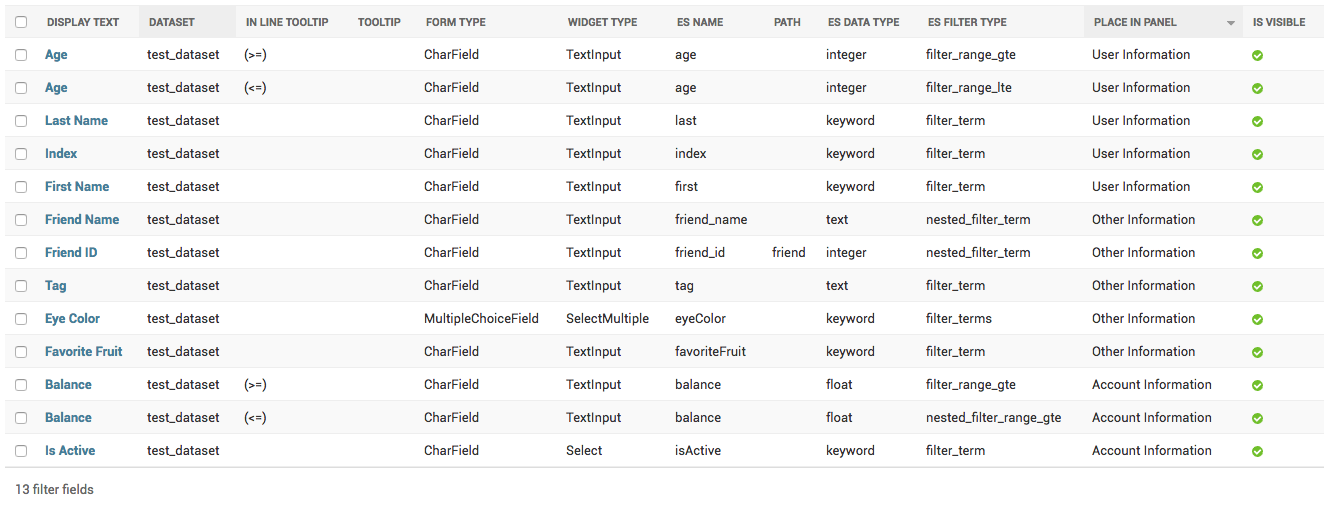 DISPLAY TEXT DATASET IN LINE TOOLTIP TOOLTIP FORM TYPE WIDGET TYPE ES NAME PATH ES DATA TYPE ES FILTER TYPE PLACE IN PANEL IS VISIBLE
Age test_dataset (>=) CharField TextInput age integer filter_range_gte User Information
Age test_dataset (<=) CharField TextInput age integer filter_range_lte User Information
Last Name test_dataset CharField TextInput last keyword filter_term User Information
Index test_dataset CharField TextInput index keyword filter_term User Information
First Name test_dataset CharField TextInput first keyword filter_term User Information
Friend Name test_dataset CharField TextInput friend_name text nested_filter_term Other Information
Friend ID test_dataset CharField TextInput friend_id friend integer nested_filter_term Other Information
Tag test_dataset CharField TextInput tag text filter_term Other Information
Eye Color test_dataset MultipleChoiceField SelectMultiple eyeColor keyword filter_terms Other Information
Favorite Fruit test_dataset CharField TextInput favoriteFruit keyword filter_term Other Information
Balance test_dataset (>=) CharField TextInput balance float filter_range_gte Account Information
Balance test_dataset (<=) CharField TextInput balance float nested_filter_range_gte Account Information
Is Active test_dataset CharField Select isActive keyword filter_term Account Information
13 filter fields